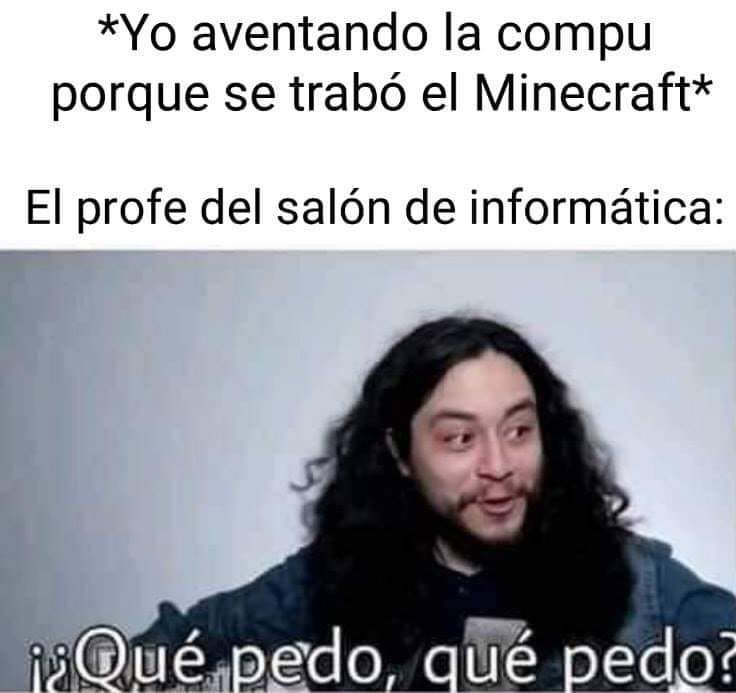 *Yo aventando la compu
porque se trabó el Minecraft*
El profe del salón de informática:
¡¿Qué pedo, qué pedo?